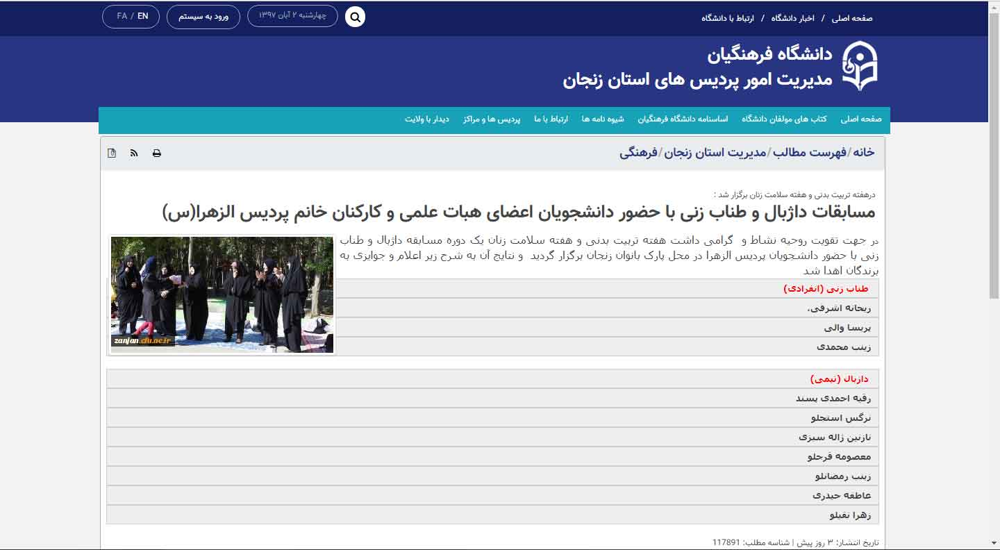 صفحه اصلی / اخبار دانشگاه / ارتباط با دانشگاه
چهارشنبه ۲ آبان ۱۳۹۷
ورود به سیستم
FA / EN
دانشگاه فرهنگیان
مدیریت امور پردیس های استان زنجان
صفحه اصلی کتاب های مولفان دانشگاه اساسنامه دانشگاه فرهنگیان شیوه نامه ها ارتباط با ما پردیس ها و مراکز دیدار با ولایت
خانه/فهرست مطالب/مدیریت استان زنجان/فرهنگی
درهفته تربیت بدنی و هفته سلامت زنان برگزار شد :
مسابقات داژبال و طناب زنی با حضور دانشجویان اعضای هیات علمی و کارکنان خانم پردیس الزهرا(س)
در جهت تقویت روحیه نشاط و گرامی داشت هفته تربیت بدنی و هفته سلامت زنان یک دوره مسابقه داژبال و طناب
زنی با حضور دانشجویان پردیس الزهرا در محل پارک بانوان زنجان برگزار گردید و نتایج آن به شرح زیر اعلام و جوایزی به
برندگان اهدا شد
zanjan.cfu.ac.ir
طناب زنی (انفرادی)
ریحانه اشرفی،
پریسا والی
زینب محمدی
داژبال (تیمی)
رقیه احمدی پسند
نرگس استجلو
نازنین ژاله سبزی
معصومه قرجلو
زینب رمضانلو
عاطفه حیدری
زهرا تقیلو
تاریخ انتشار: ۳ روز پیش | شناسه مطلب: 117891